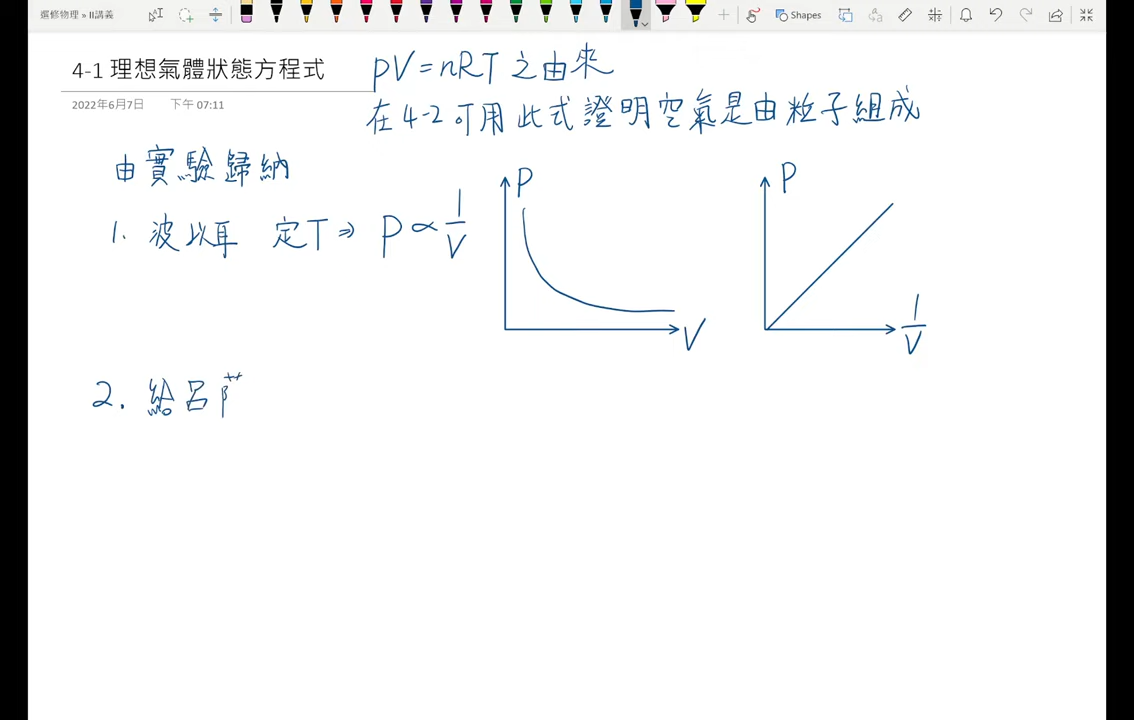 選修物理 » II講義
Shapes
4-1 理想氣體狀態方程式
2022年6月7日 下午 07:11
PV = nRT 之由來
在 4-2 可用 此式 證明 空氣是由粒子組成
由實驗歸納
1. 波以耳 定T ⇒ P ∝ 1/V
P
V
P
1/V
2. 給呂